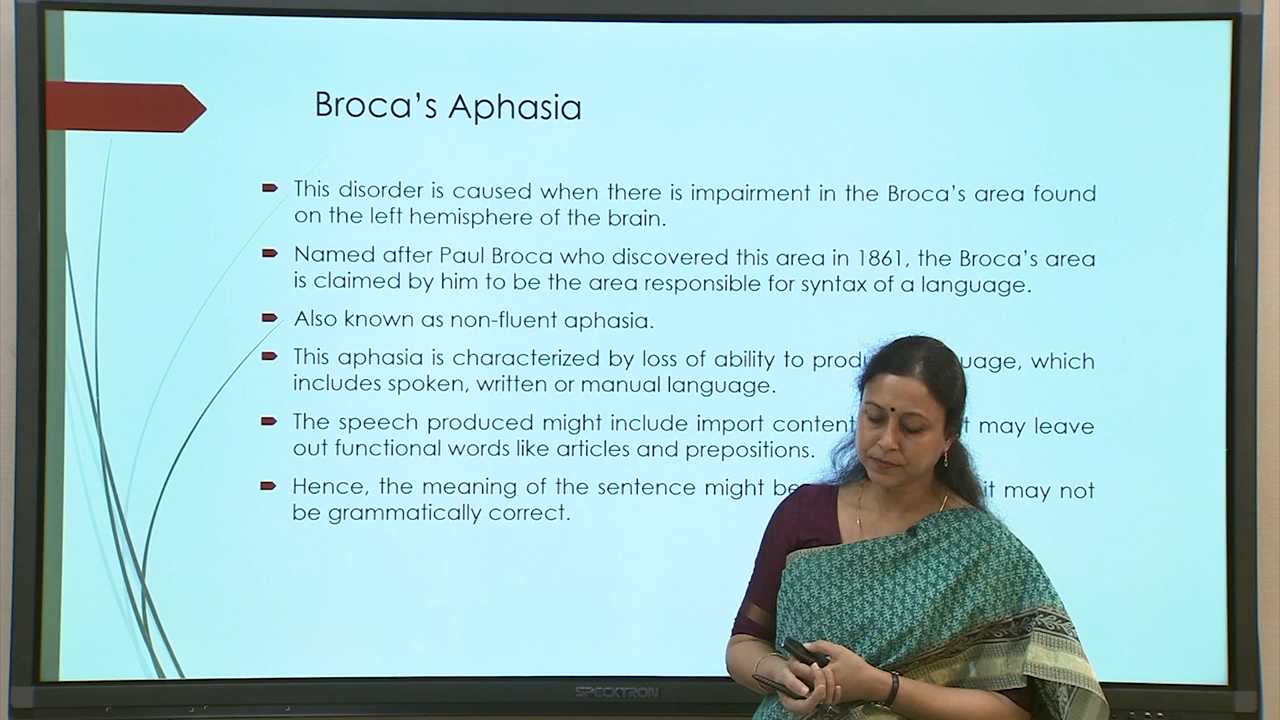 Broca's Aphasia
This disorder is caused when there is impairment in the Broca's area found
on the left hemisphere of the brain.
Named after Paul Broca who discovered this area in 1861, the Broca's area
is claimed by him to be the area responsible for syntax of a language.
Also known as non-fluent aphasia.
This aphasia is characterized by loss of ability to which
includes spoken, written or manual language.
The speech produced might include import content may leave
out functional words like articles and prepositions.
Hence, the meaning of the sentence might be it may not
be grammatically correct.
SPECKTRON